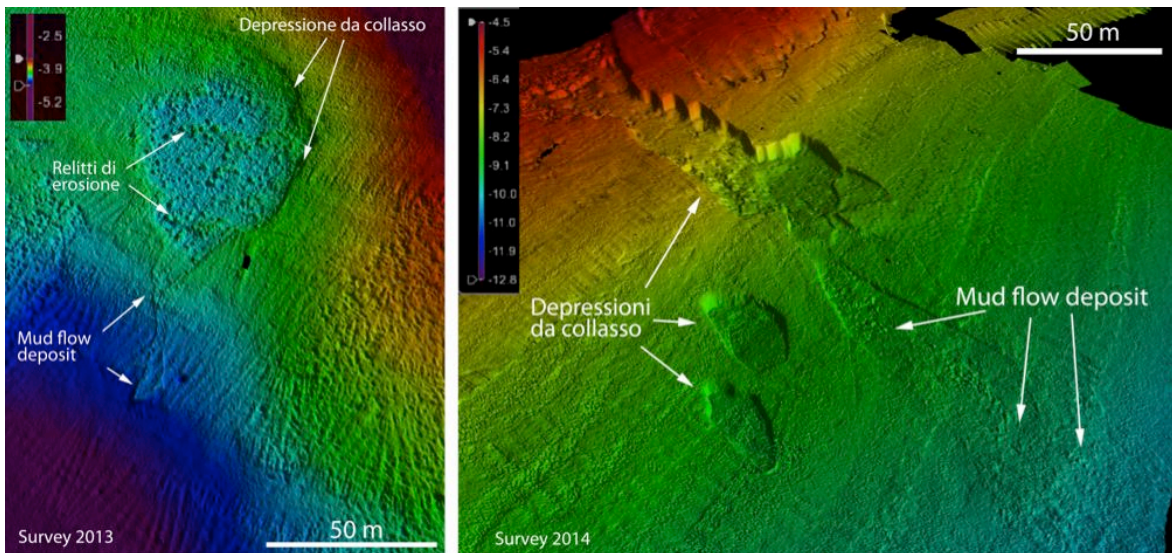 Depressione da collasso
-2.5
-3.9
-5.2
Relitti di
erosione
Mud flow
deposit
50 m
Survey 2013
-4.5
-5.4
-6.4
-7.3
-8.2
-9.1
-10.0
-11.9
-12.8
50 m
Depressioni
da collasso
Mud flow deposit
Survey 2014